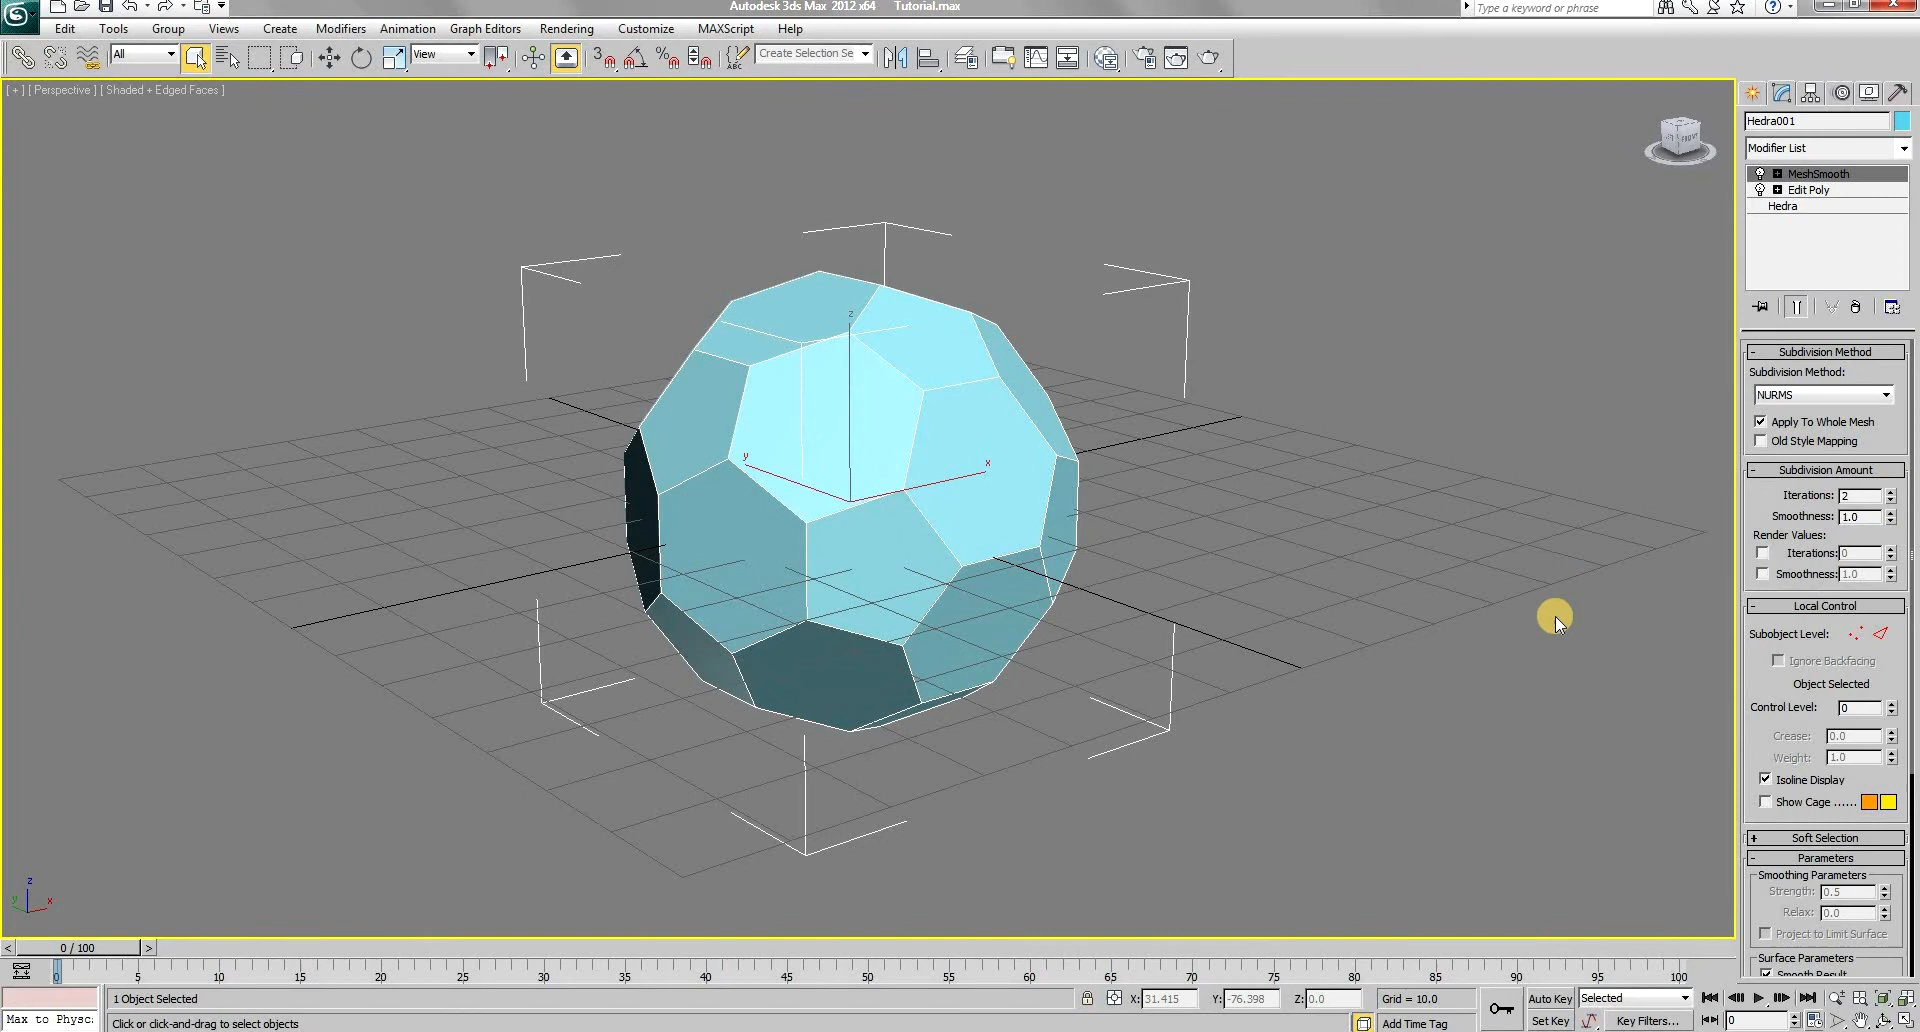 Autodesk 3ds Max 2012 x64 Tutorial.max
Type a keyword or phrase
Edit Tools Group Views Create Modifiers Animation Graph Editors Rendering Customize MAXScript Help
All View 3 % ABC Create Selection Se
[ + ] [ Perspective ] [ Shaded + Edged Faces ]
Hedra001
Modifier List
MeshSmooth
Edit Poly
Hedra
z
y
x
Subdivision Method
Subdivision Method:
NURMS
Apply To Whole Mesh
Old Style Mapping
Subdivision Amount
Iterations: 2
Smoothness: 1.0
Render Values:
Iterations: 0
Smoothness: 1.0
Local Control
Subobject Level:
Ignore Backfacing
Object Selected
Control Level: 0
Crease: 0.0
Weight: 1.0
Isoline Display
Show Cage ......
+ Soft Selection
- Parameters
Smoothing Parameters
Strength: 0.5
Relax: 0.0
Project to Limit Surface
Surface Parameters
Smooth Result
z
y x
< 0 / 100 >
0 5 10 15 20 25 30 35 40 45 50 55 60 65 70 75 80 85 90 95 100
1 Object Selected X: 31.415 Y: -76.398 Z: 0.0 Grid = 10.0 Auto Key Selected
Max to Physc: Click or click-and-drag to select objects Add Time Tag Set Key Key Filters... 0